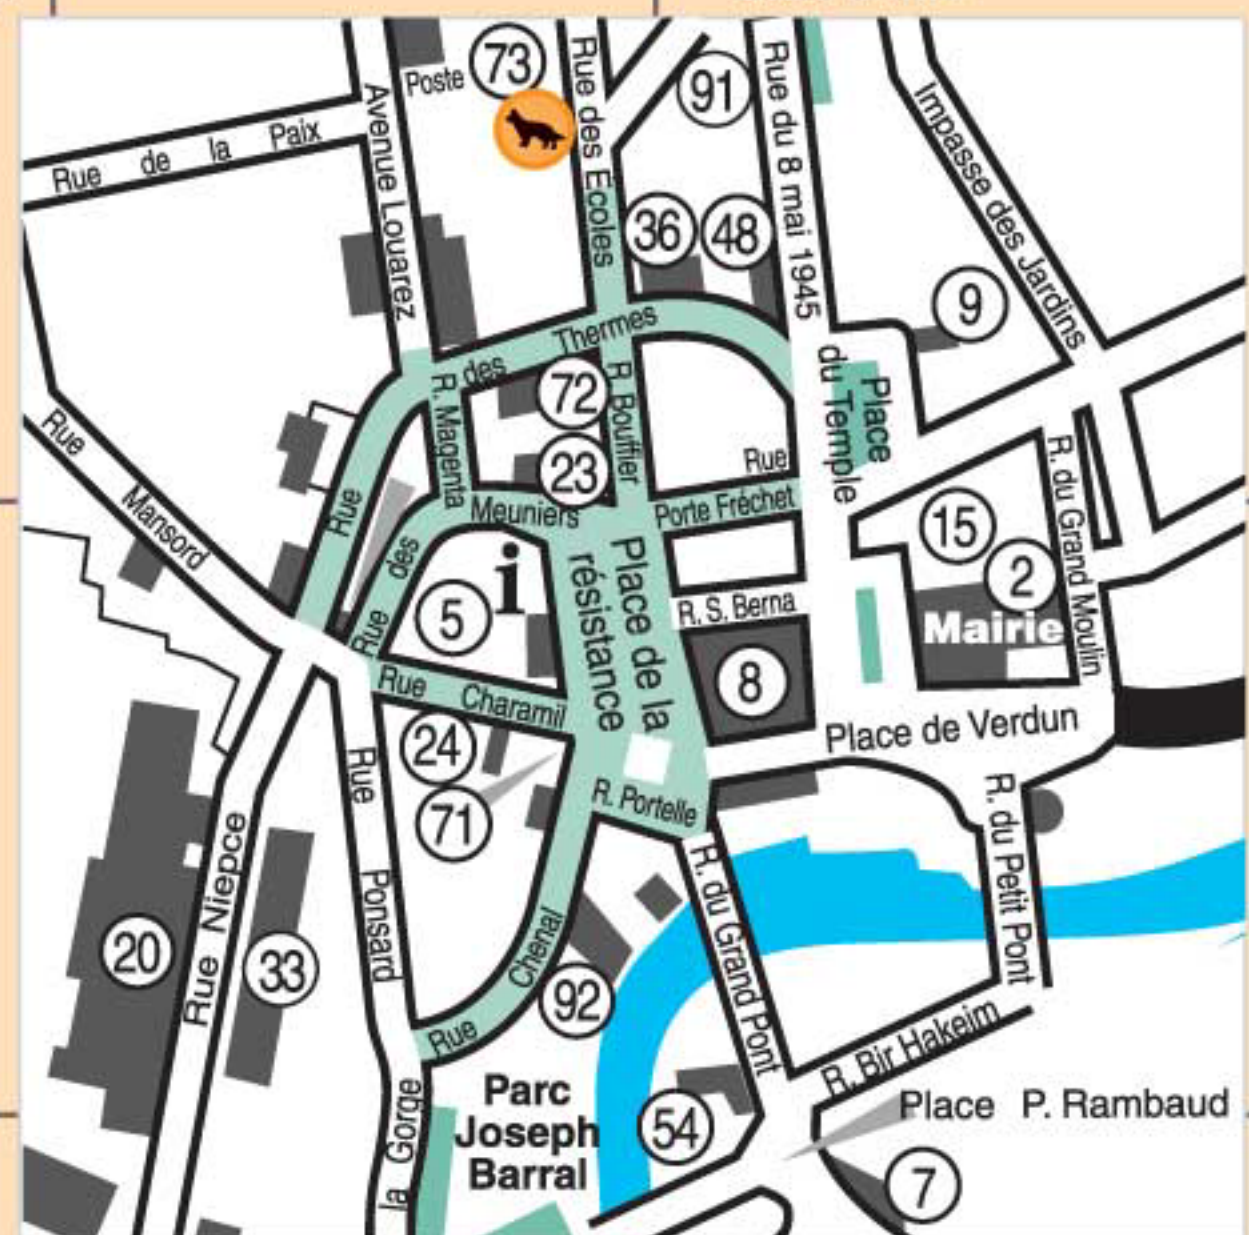 73
Poste
Rue des Ecoles
91
Rue du 8 mai 1945
Impasse des Jardins
Avenue Louarez
Rue de la Paix
36
48
9
Rue des Thermes
72
R. Magenta
R. Bouffier
Place
du Temple
23
Rue
Porte Fréchet
Rue Mansord
Rue des Meuniers
R. du Grand Moulin
15
2
Mairie
i
5
Place de la
résistance
R. S. Berna
8
Rue Charamil
24
71
Place de Verdun
R. Portelle
Rue Ponsard
Rue Niepce
R. du Petit Pont
R. du Grand Pont
20
33
Rue Chenal
92
R. Bir Hakeim
Parc
Joseph
Barral
54
Place P. Rambaud
la Gorge
7